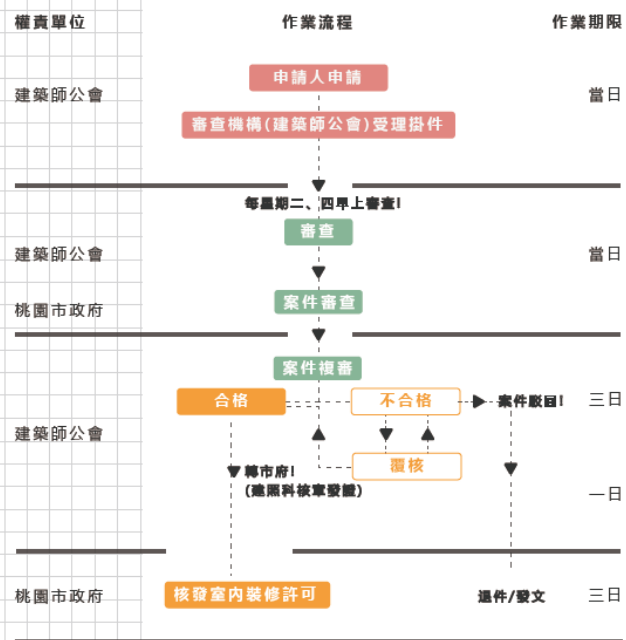 權責單位 作業流程 作業期限
申請人申請
建築師公會 當日
審查機構(建築師公會)受理掛件
每星期二、四早上審查!
審查
建築師公會 當日
案件審查
桃園市政府
案件複審
合格 不合格 案件駁回! 三日
建築師公會
覆核
轉市府!
(建照科核章發證)
一日
核發室內裝修許可
桃園市政府 退件/發文 三日